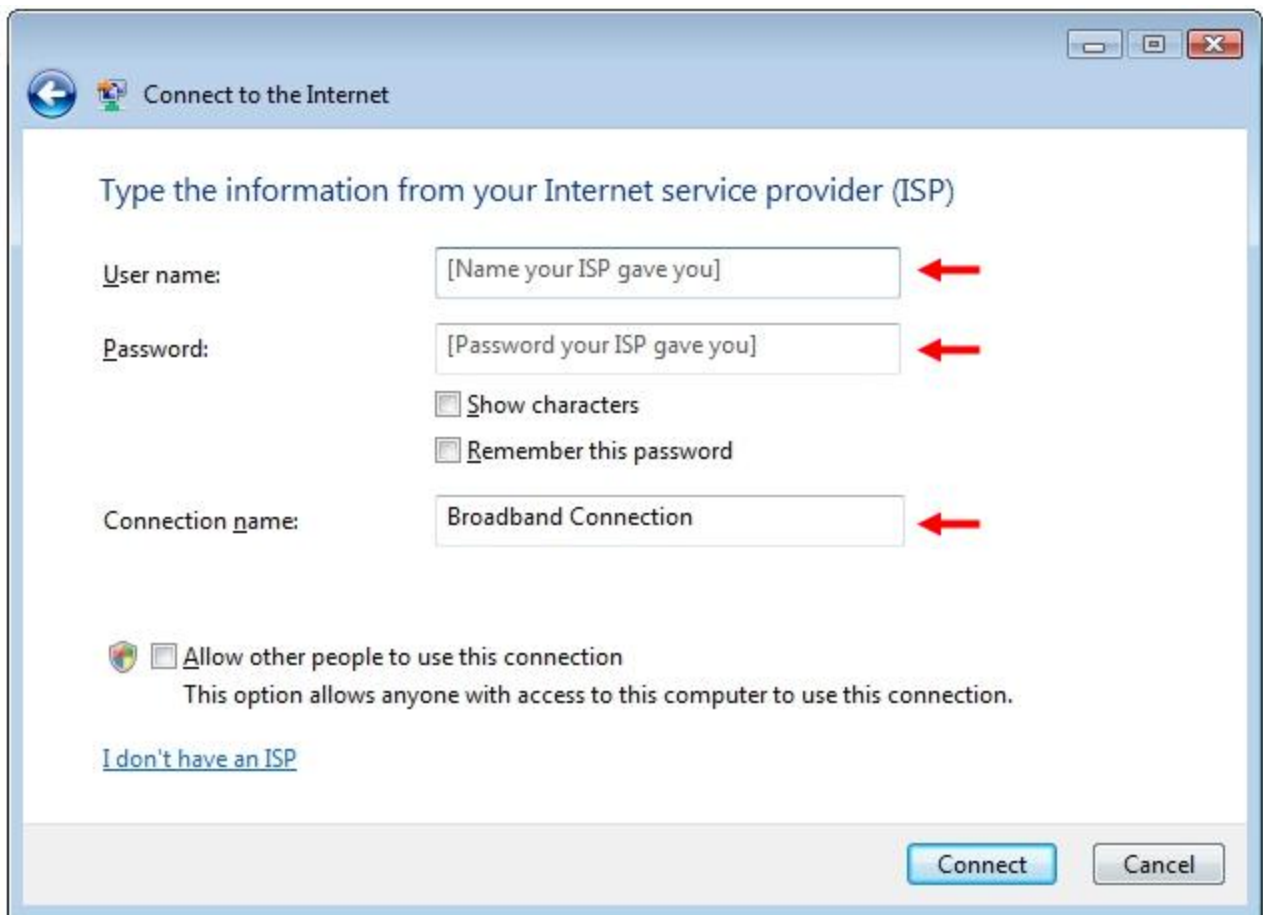 Connect to the Internet
Type the information from your Internet service provider (ISP)
User name:
[Name your ISP gave you]
Password:
[Password your ISP gave you]
Show characters
Remember this password
Connection name:
Broadband Connection
Allow other people to use this connection
This option allows anyone with access to this computer to use this connection.
I don't have an ISP
Connect
Cancel